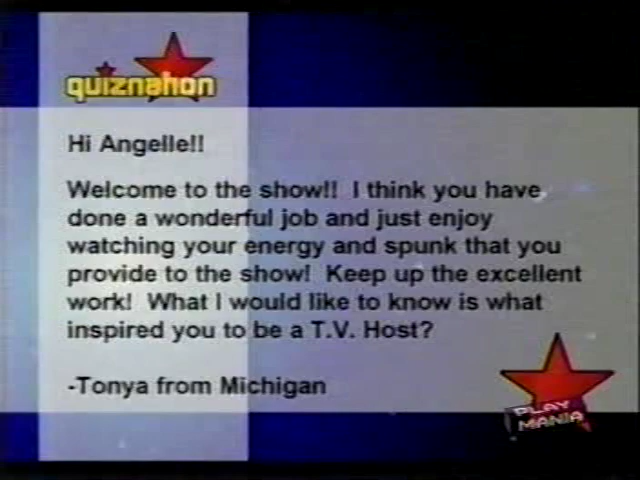 quiznation
Hi Angelle!!
Welcome to the show!! I think you have
done a wonderful job and just enjoy
watching your energy and spunk that you
provide to the show! Keep up the excellent
work! What I would like to know is what
inspired you to be a T.V. Host?
-Tonya from Michigan
PLAY
MANIA